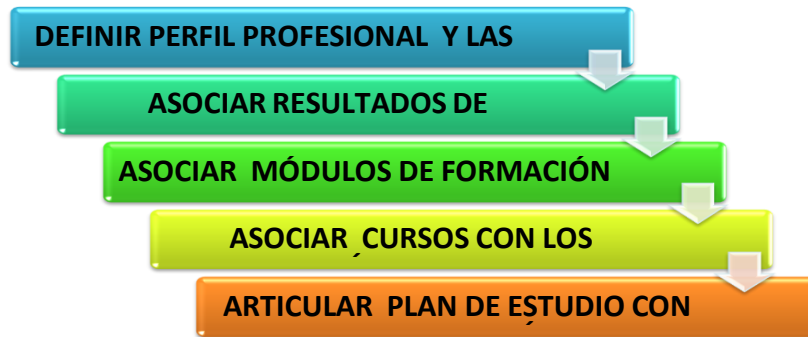 DEFINIR PERFIL PROFESIONAL Y LAS
ASOCIAR RESULTADOS DE
ASOCIAR MÓDULOS DE FORMACIÓN
ASOCIAR CURSOS CON LOS
ARTICULAR PLAN DE ESTUDIO CON